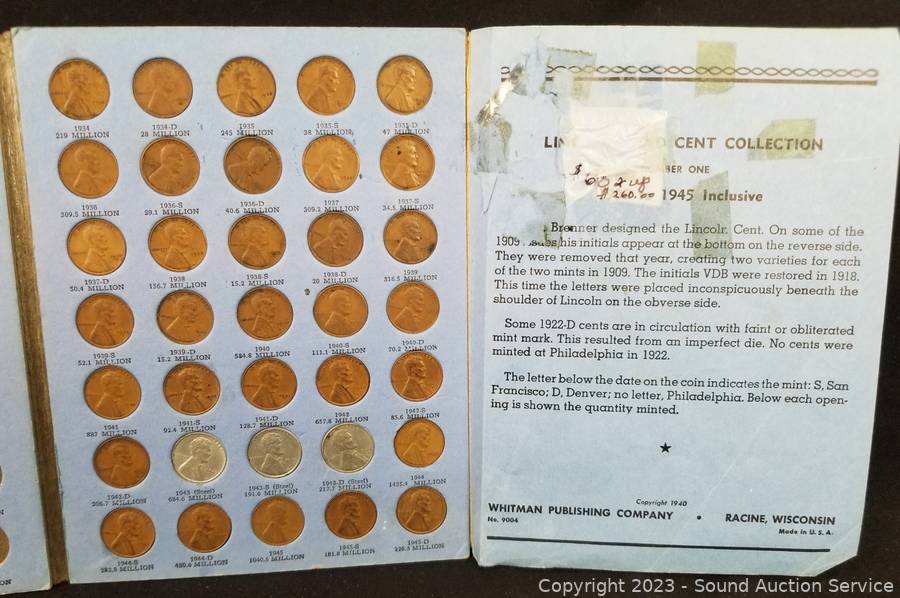 1934 1934-D 1935 1935-S 1935-D
219 MILLION 28 MILLION 245 MILLION 38 MILLION 47 MILLION
1936 1936-S 1936-D 1937 1937-S
309.5 MILLION 29.1 MILLION 40.6 MILLION 309.2 MILLION 34.5 MILLION
1937-D 1938 1938-S 1938-D 1939
50.4 MILLION 156.7 MILLION 15.2 MILLION 20 MILLION 316.5 MILLION
1939-S 1939-D 1940 1940-S 1940-D
52.1 MILLION 15.2 MILLION 584.8 MILLION 111.1 MILLION 70.2 MILLION
1941 1941-S 1941-D 1942 1942-S
887 MILLION 92.4 MILLION 128.7 MILLION 657.8 MILLION 85.6 MILLION
1942-D 1943 (Steel) 1943-S (Steel) 1943-D (Steel) 1944
206.7 MILLION 684.6 MILLION 191.6 MILLION 217.7 MILLION 1435.4 MILLION
1944-S 1944-D 1945 1945-S 1945-D
282.8 MILLION 430.6 MILLION 1040.5 MILLION 181.8 MILLION 226.3 MILLION
LIN CENT COLLECTION
BER ONE
1945 Inclusive
$ 60 & up
$260.00
Brenner designed the Lincoln Cent. On some of the
1909 his initials appear at the bottom on the reverse side.
They were removed that year, creating two varieties for each
of the two mints in 1909. The initials VDB were restored in 1918.
This time the letters were placed inconspicuously beneath the
shoulder of Lincoln on the obverse side.
Some 1922-D cents are in circulation with faint or obliterated
mint mark. This resulted from an imperfect die. No cents were
minted at Philadelphia in 1922.
The letter below the date on the coin indicates the mint: S, San
Francisco; D, Denver; no letter, Philadelphia. Below each open-
ing is shown the quantity minted.
Copyright 1940
WHITMAN PUBLISHING COMPANY • RACINE, WISCONSIN
No. 9004 Made in U. S. A.
Copyright 2023 - Sound Auction Service